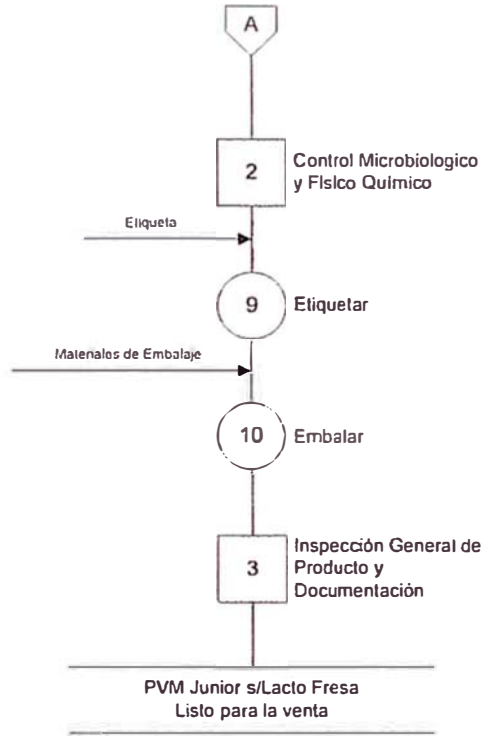 A
2
Control Microbiologico
y Fisico Químico
Etiqueta
9
Etiquetar
Materiales de Embalaje
10
Embalar
3
Inspección General de
Producto y
Documentación
PVM Junior s/Lacto Fresa
Listo para la venta